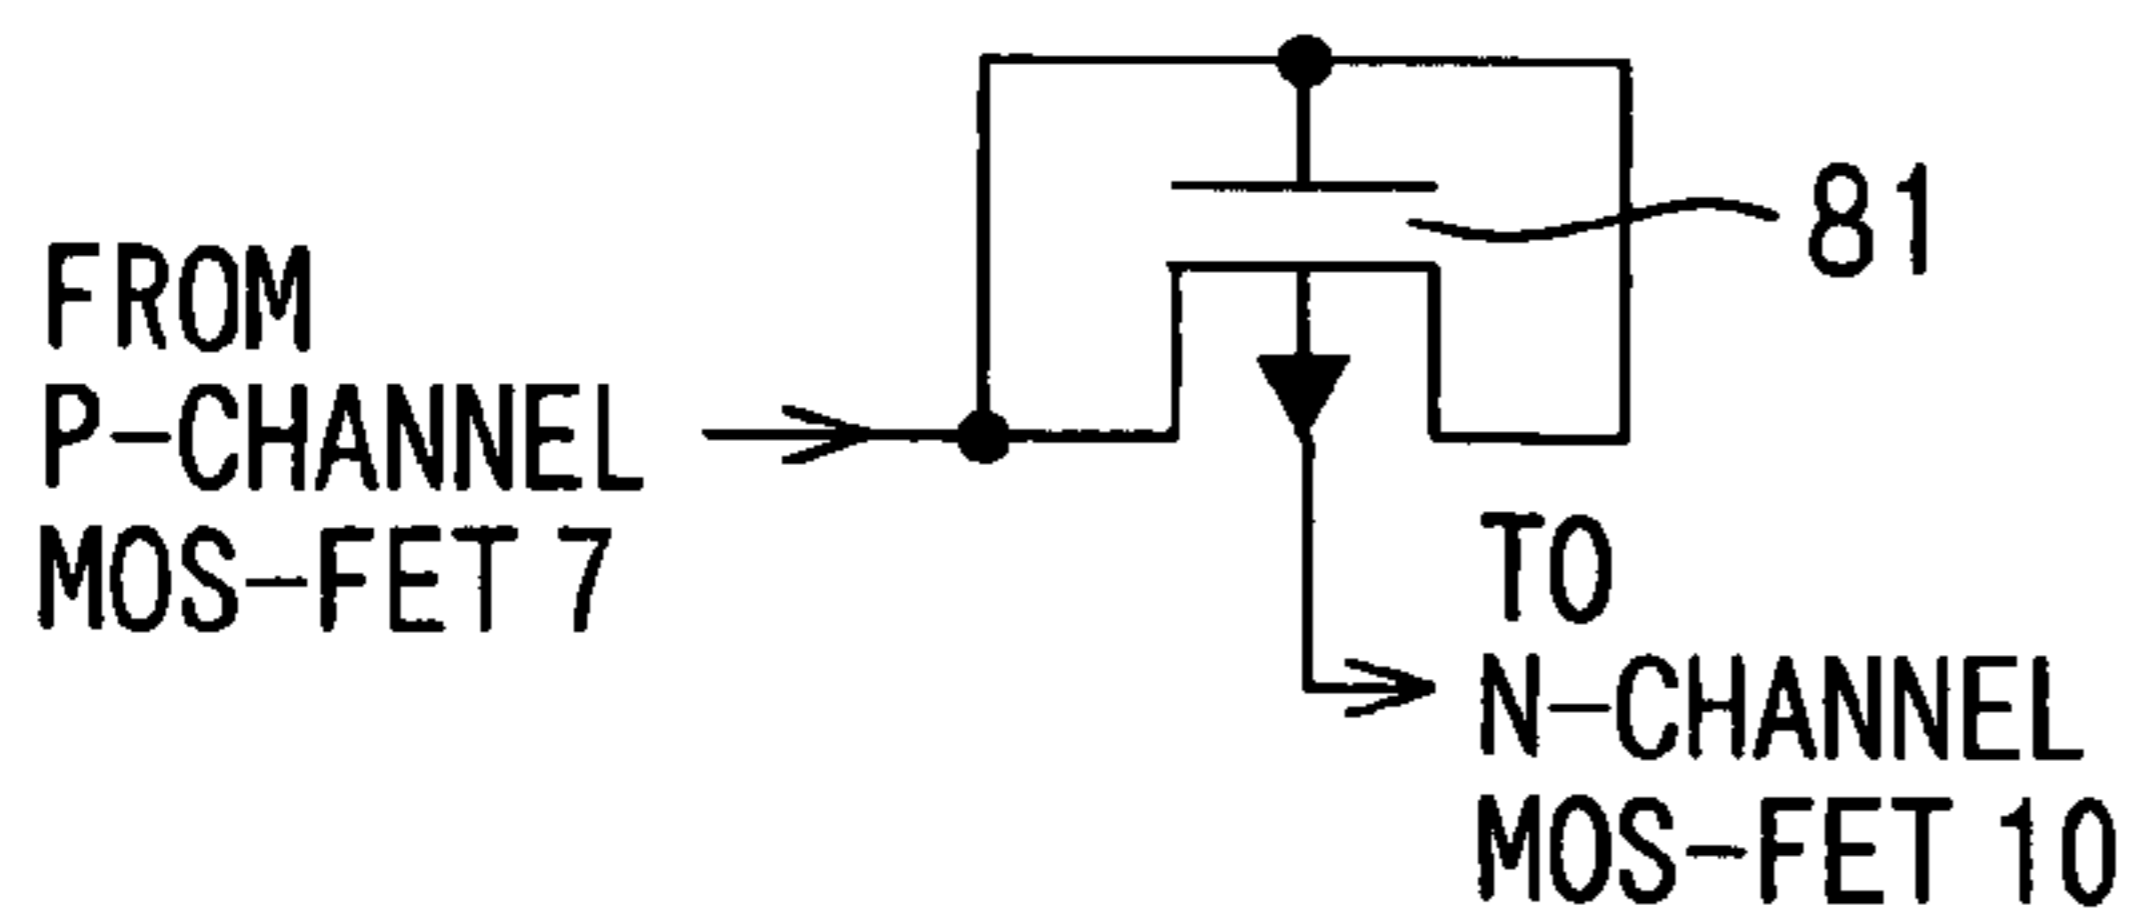 81
FROM
P-CHANNEL
MOS-FET 7
TO
N-CHANNEL
MOS-FET 10